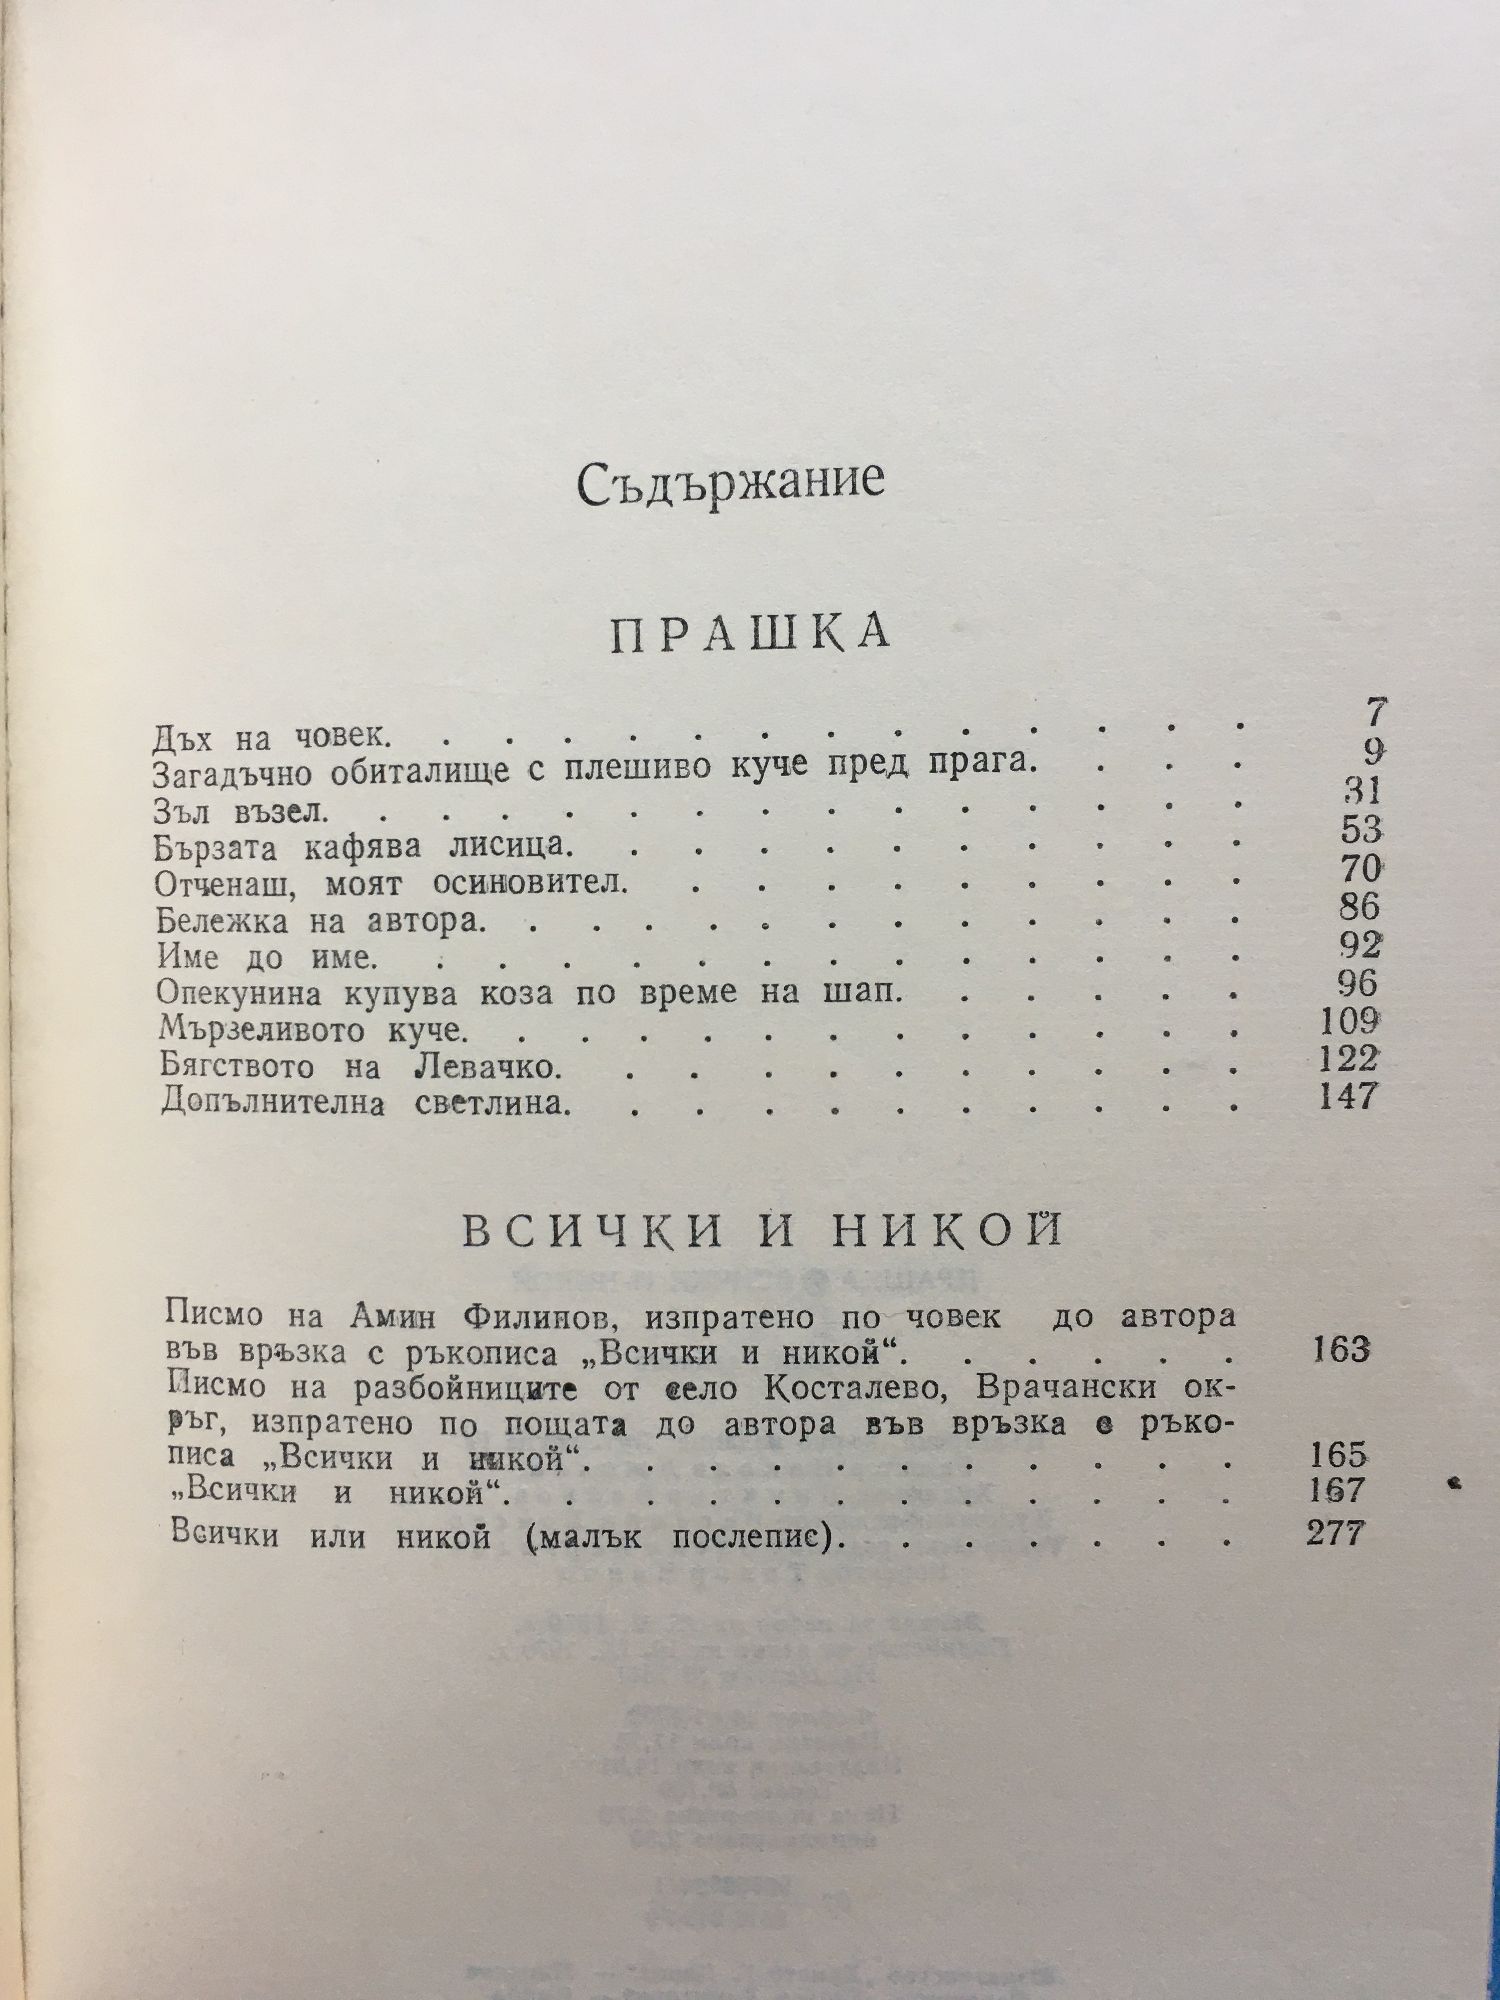 Съдържание
ПРАШКА
Дъх на човек. . . . . . . . . . . . . . 7
Загадъчно обиталище с плешиво куче пред прага. . . . 9
Зъл възел. . . . . . . . . . . . . . . 31
Бързата кафява лисица. . . . . . . . . . . 53
Отченаш, моят осиновител. . . . . . . . . . 70
Бележка на автора. . . . . . . . . . . . . 86
Име до име. . . . . . . . . . . . . . 92
Опекунина купува коза по време на шап. . . . . . 96
Мързеливото куче. . . . . . . . . . . . . 109
Бягството на Левачко. . . . . . . . . . . 122
Допълнителна светлина. . . . . . . . . . . 147
ВСИЧКИ И НИКОЙ
Писмо на Амин Филипов, изпратено по човек до автора
във връзка с ръкописа „Всички и никой“. . . . . . 163
Писмо на разбойниците от село Косталево, Врачански ок-
ръг, изпратено по пощата до автора във връзка с ръко-
писа „Всички и никой“. . . . . . . . . . . 165
„Всички и никой“. . . . . . . . . . . . 167
Всички или никой (малък послепис). . . . . . . 277